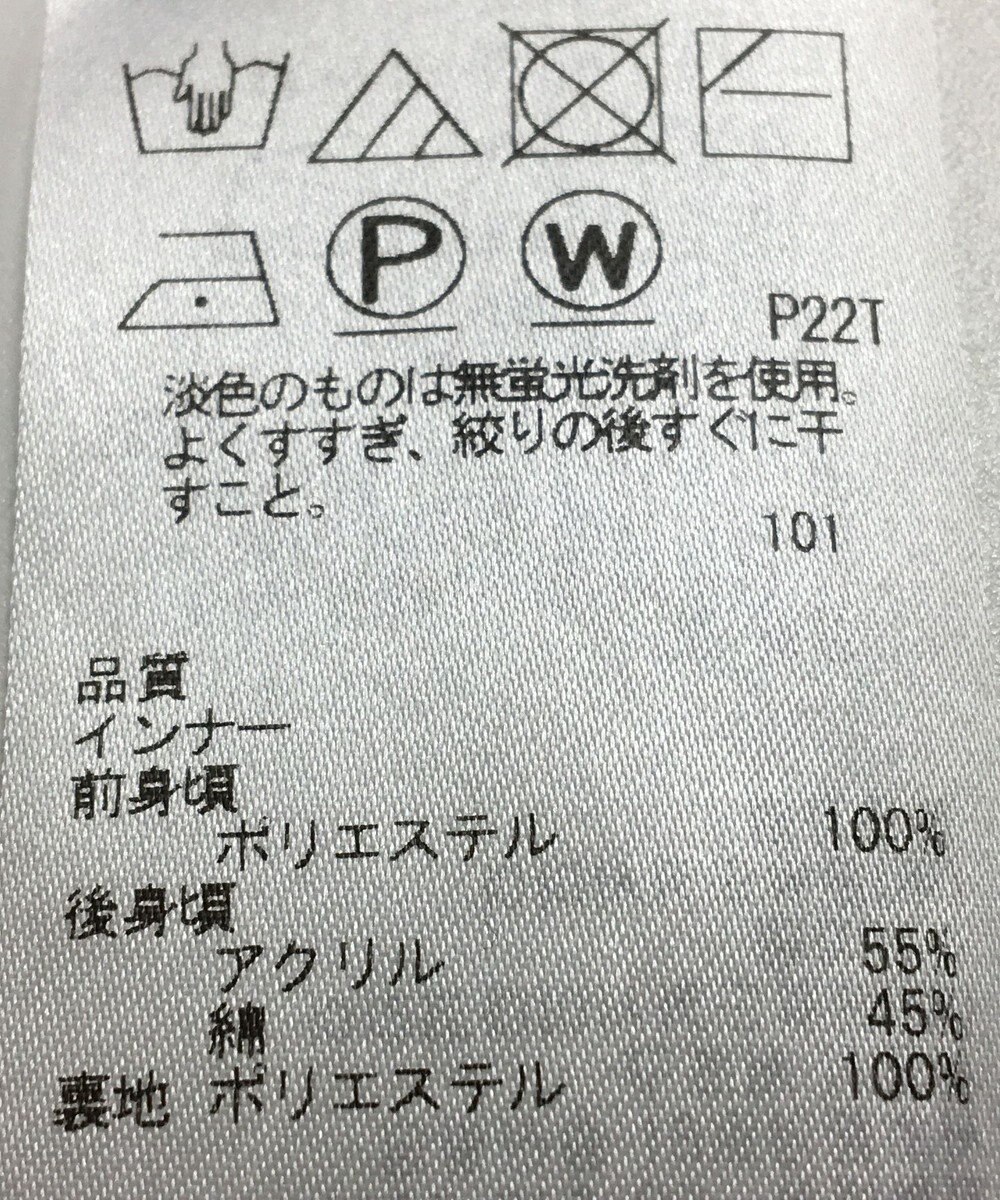 P W
P22T
淡色のものは無蛍光洗剤を使用。
よくすすぎ、絞りの後すぐに干
すこと。
101
品質
インナー
前身頃
ポリエステル 100%
後身頃
アクリル 55%
綿 45%
裏地 ポリエステル 100%